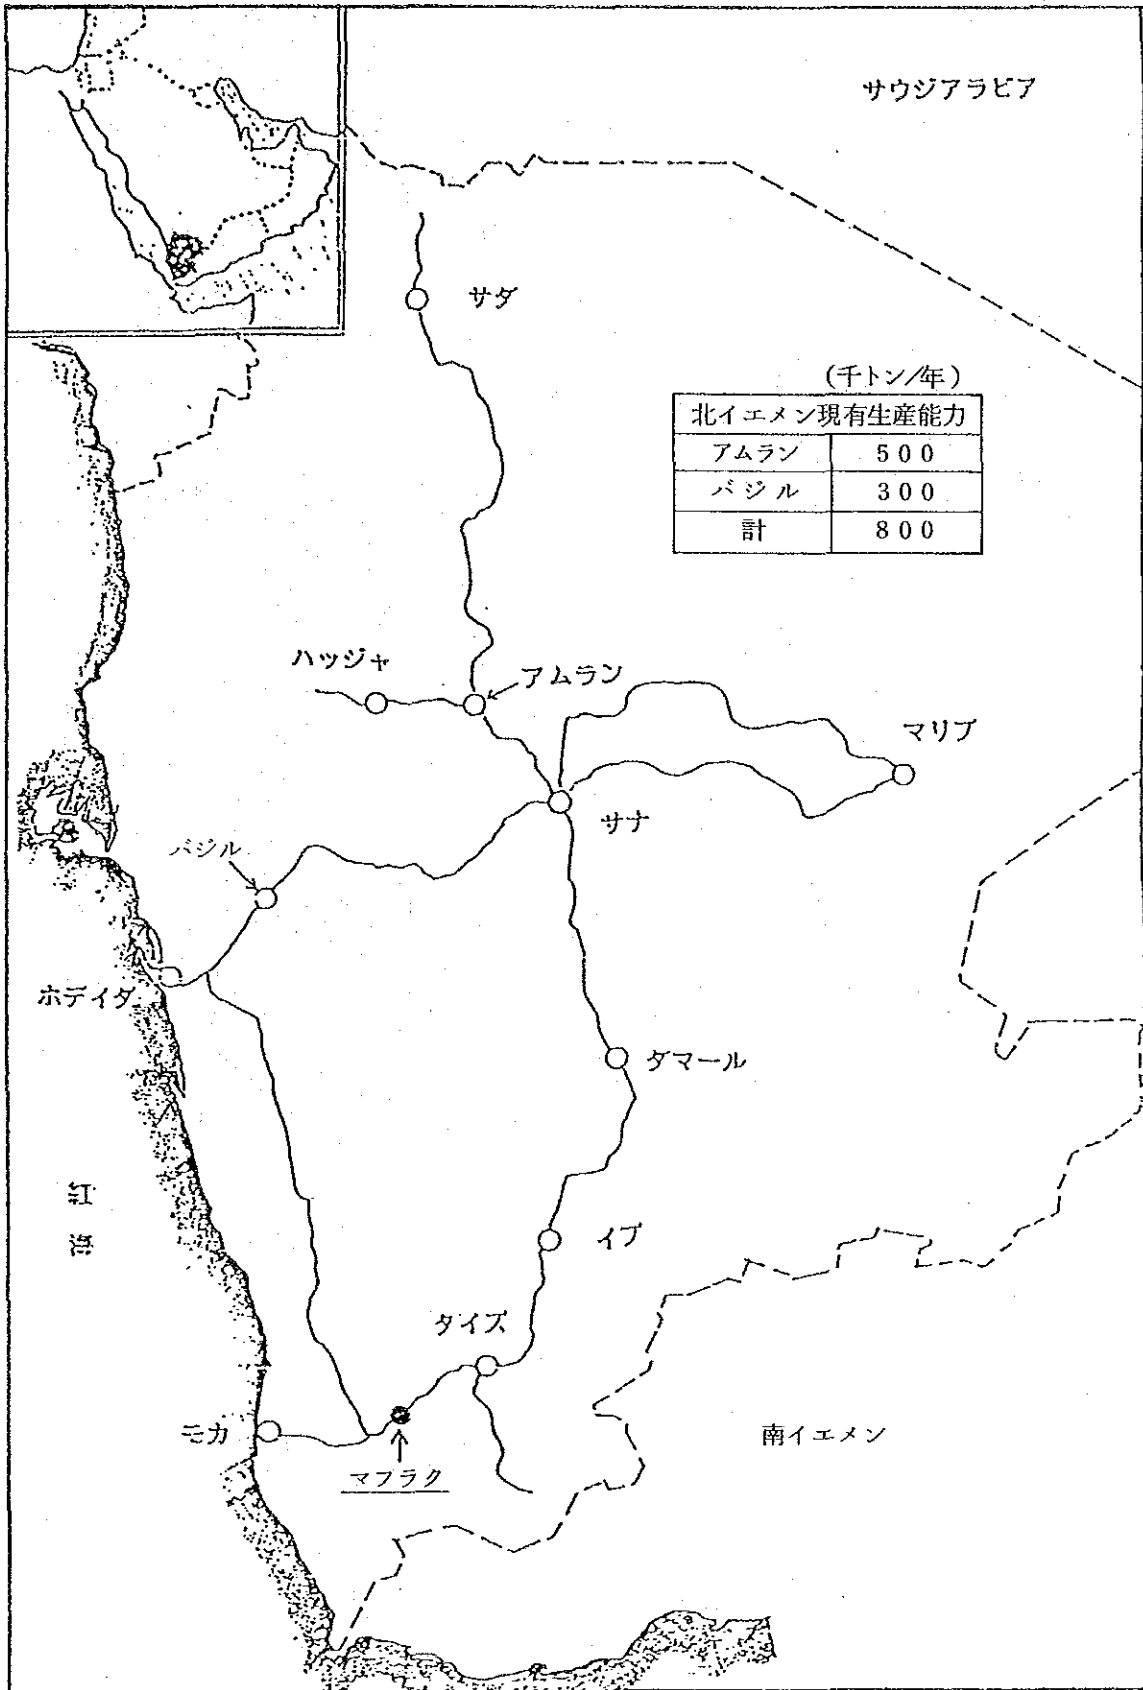 サウジアラビア
サダ
(千トン/年)
北イエメン現有生産能力
アムラン 500
バジル 300
計 800
ハッジャ
アムラン
マリブ
サナ
バジル
ホデイダ
ダマール
紅海
イブ
タイズ
モカ
マフラク
南イエメン